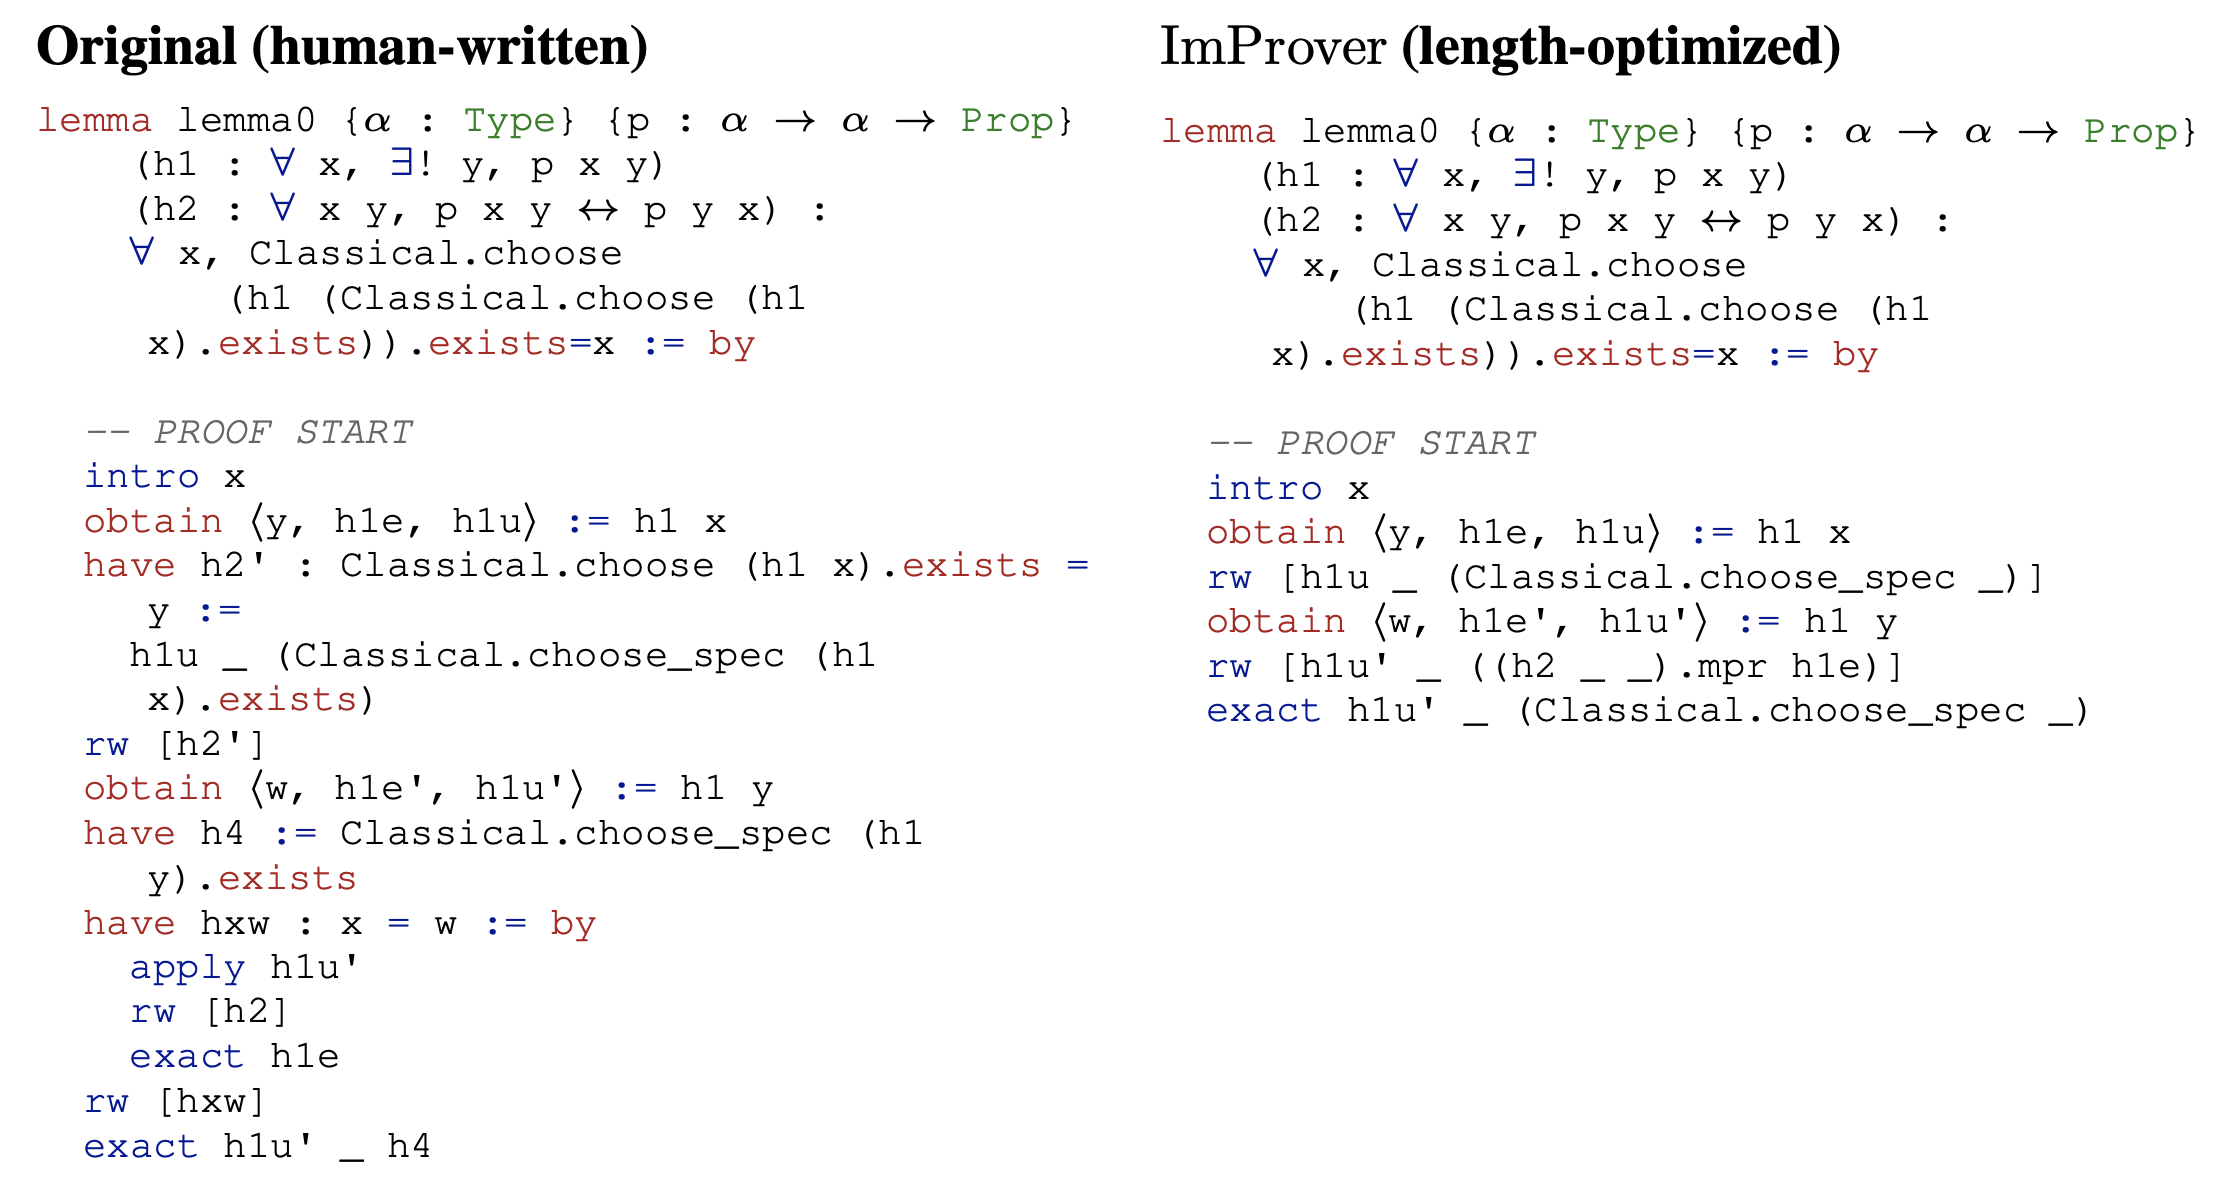 Original (human-written)
lemma lemma0 {α : Type} {p : α → α → Prop}
(h1 : ∀ x, ∃! y, p x y)
(h2 : ∀ x y, p x y ↔ p y x) :
∀ x, Classical.choose
(h1 (Classical.choose (h1
x).exists)).exists=x := by
-- PROOF START
intro x
obtain ⟨y, h1e, h1u⟩ := h1 x
have h2' : Classical.choose (h1 x).exists =
y :=
h1u _ (Classical.choose_spec (h1
x).exists)
rw [h2']
obtain ⟨w, h1e', h1u'⟩ := h1 y
have h4 := Classical.choose_spec (h1
y).exists
have hxw : x = w := by
apply h1u'
rw [h2]
exact h1e
rw [hxw]
exact h1u' _ h4
ImProver (length-optimized)
lemma lemma0 {α : Type} {p : α → α → Prop}
(h1 : ∀ x, ∃! y, p x y)
(h2 : ∀ x y, p x y ↔ p y x) :
∀ x, Classical.choose
(h1 (Classical.choose (h1
x).exists)).exists=x := by
-- PROOF START
intro x
obtain ⟨y, h1e, h1u⟩ := h1 x
rw [h1u _ (Classical.choose_spec _)]
obtain ⟨w, h1e', h1u'⟩ := h1 y
rw [h1u' _ ((h2 _ _).mpr h1e)]
exact h1u' _ (Classical.choose_spec _)